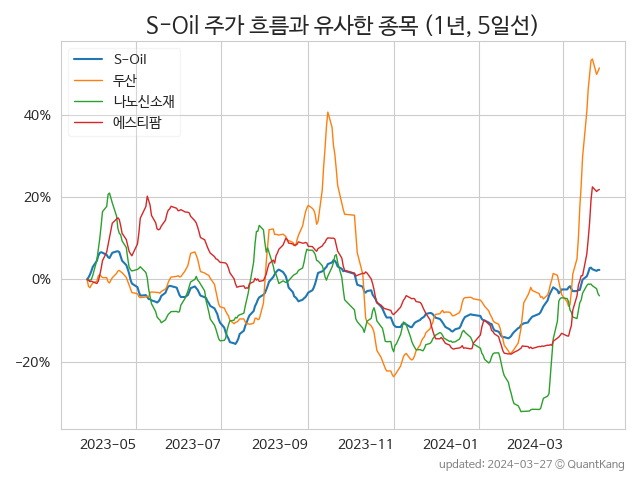 S-Oil 주가 흐름과 유사한 종목 (1년, 5일선)
S-Oil
두산
나노신소재
에스티팜
40%
20%
0%
−20%
2023-05 2023-07 2023-09 2023-11 2024-01 2024-03
updated: 2024-03-27 © QuantKang